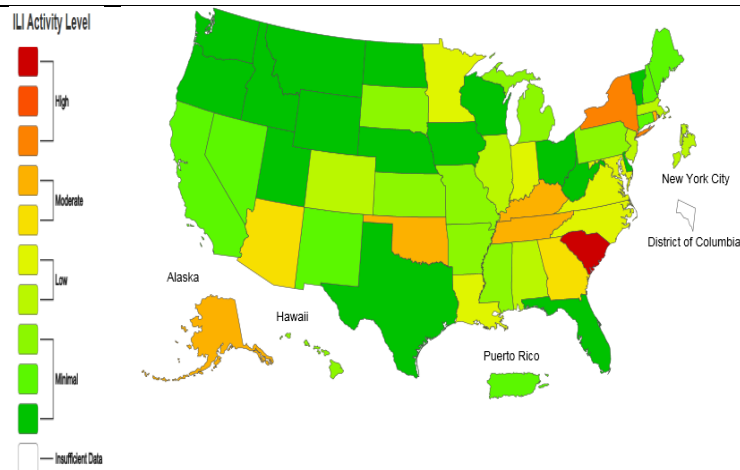 ILI Activity Level
High
Moderate
Low
Minimal
Insufficient Data
New York City
District of Columbia
Alaska
Hawaii
Puerto Rico